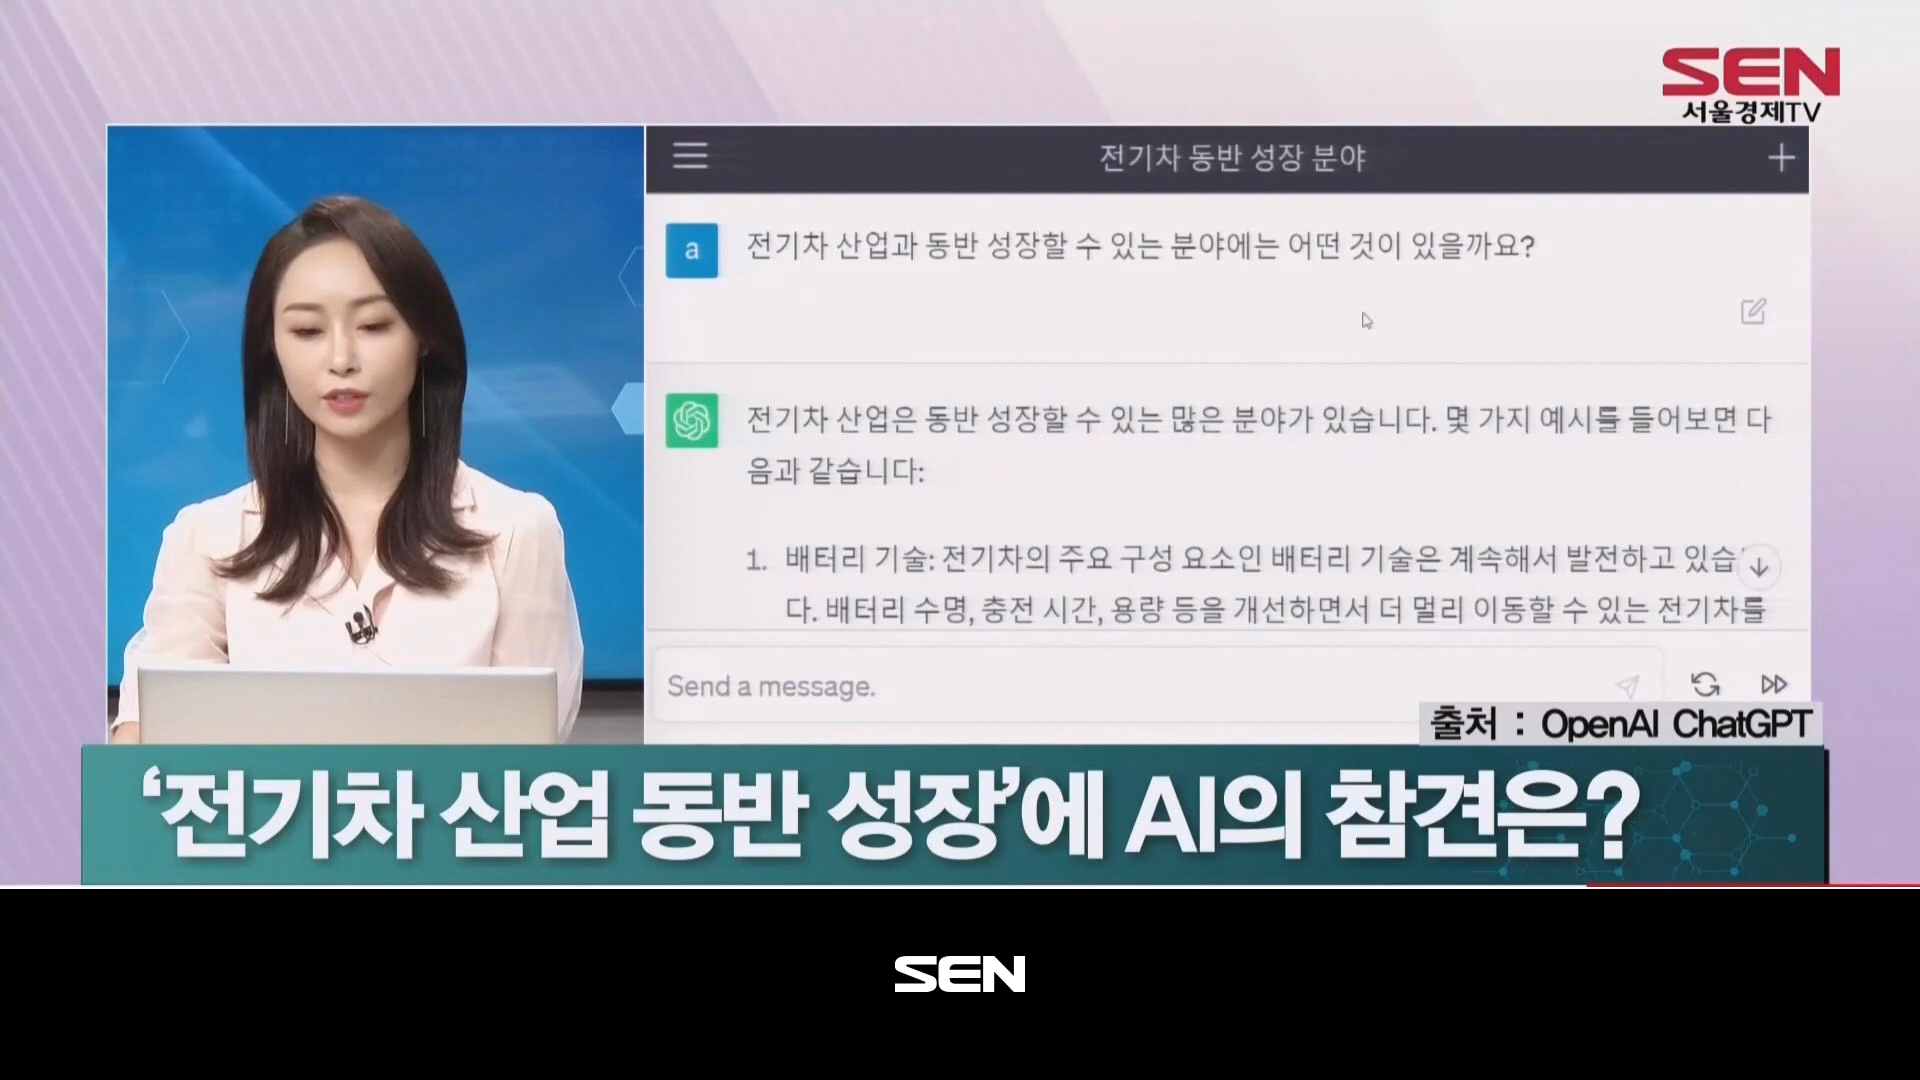 SEN
서울경제TV
전기차 동반 성장 분야
a
전기차 산업과 동반 성장할 수 있는 분야에는 어떤 것이 있을까요?
전기차 산업은 동반 성장할 수 있는 많은 분야가 있습니다. 몇 가지 예시를 들어보면 다
음과 같습니다:
1. 배터리 기술: 전기차의 주요 구성 요소인 배터리 기술은 계속해서 발전하고 있습
다. 배터리 수명, 충전 시간, 용량 등을 개선하면서 더 멀리 이동할 수 있는 전기차를
Send a message.
출처 : OpenAI ChatGPT
‘전기차 산업 동반 성장’에 AI의 참견은?
SEN